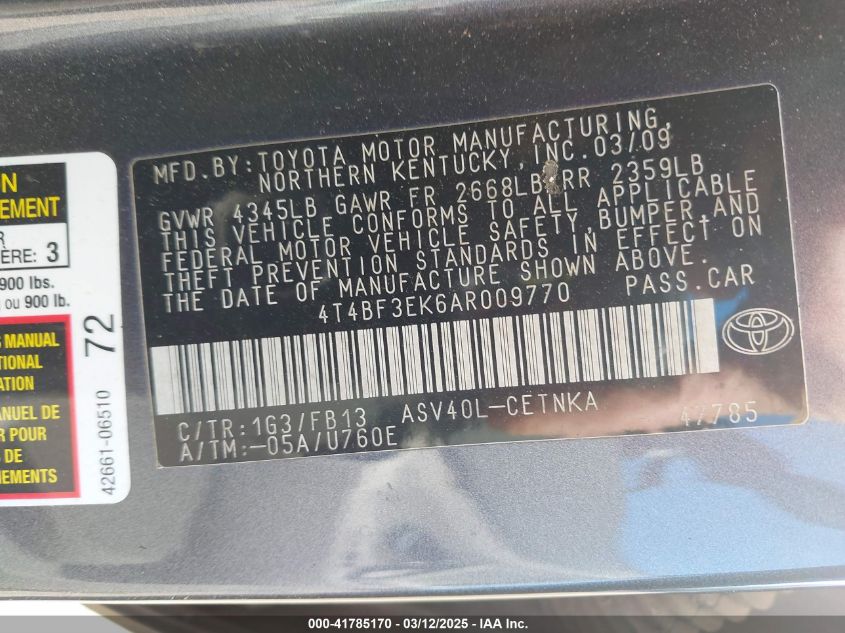 N
EMENT
R
ÈRE: 3
900 lbs.
ou 900 lb.
S MANUAL
TIONAL
ATION
ANUEL DE
R POUR
S DE
NEMENTS
42661-06510 72
MFD.BY:TOYOTA MOTOR MANUFACTURING,
NORTHERN KENTUCKY, INC.03/09
GVWR 4345LB GAWR FR 2668LB RR 2359LB
THIS VEHICLE CONFORMS TO ALL APPLICABLE
FEDERAL MOTOR VEHICLE SAFETY,BUMPER,AND
THEFT PREVENTION STANDARDS IN EFFECT ON
THE DATE OF MANUFACTURE SHOWN ABOVE.
4T4BF3EK6AR009770 PASS.CAR
C/TR:1G3/FB13 ASV40L-CETNKA 47785
A/TM:-05A/U760E
000-41785170 - 03/12/2025 - IAA Inc.